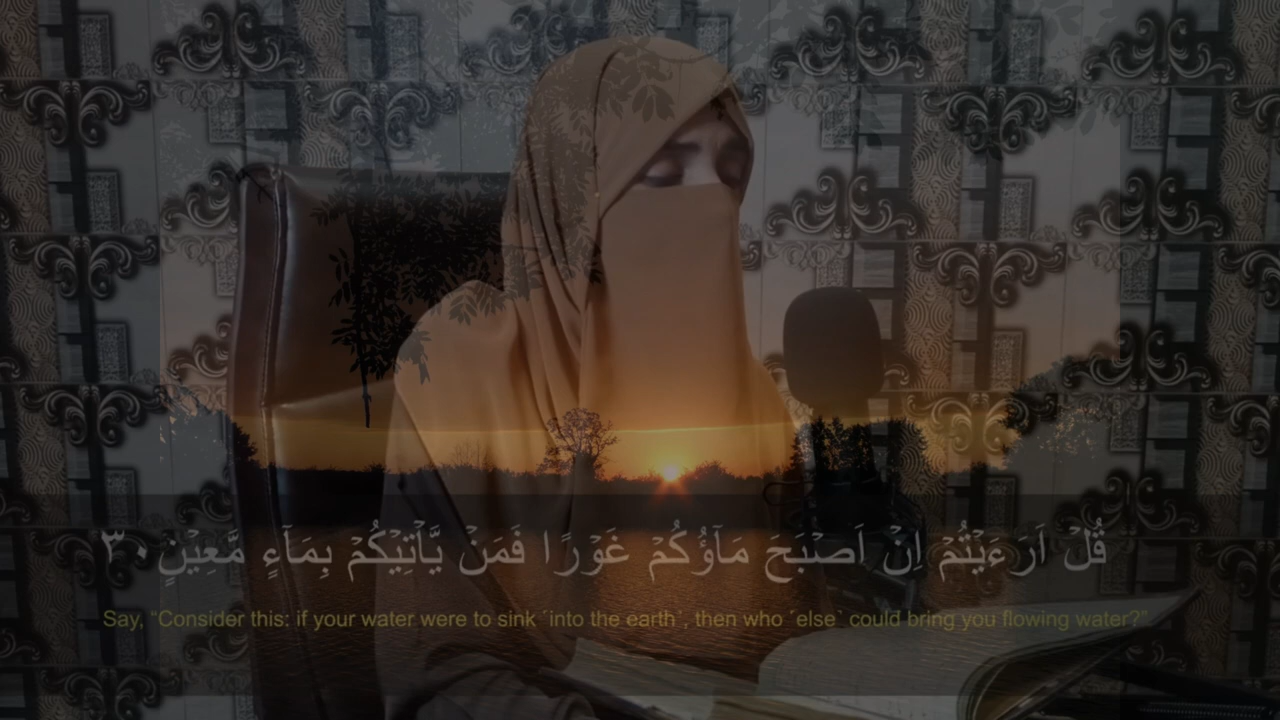 قُلْ اَرَءَيْتُمْ اِنْ اَصْبَحَ مَآؤُكُمْ غَوْرًا فَمَنْ يَّاْتِيْكُمْ بِمَآءٍ مَّعِيْنٍ ٣٠
Say, “Consider this: if your water were to sink ˹into the earth˺, then who ˹else˺ could bring you flowing water?”